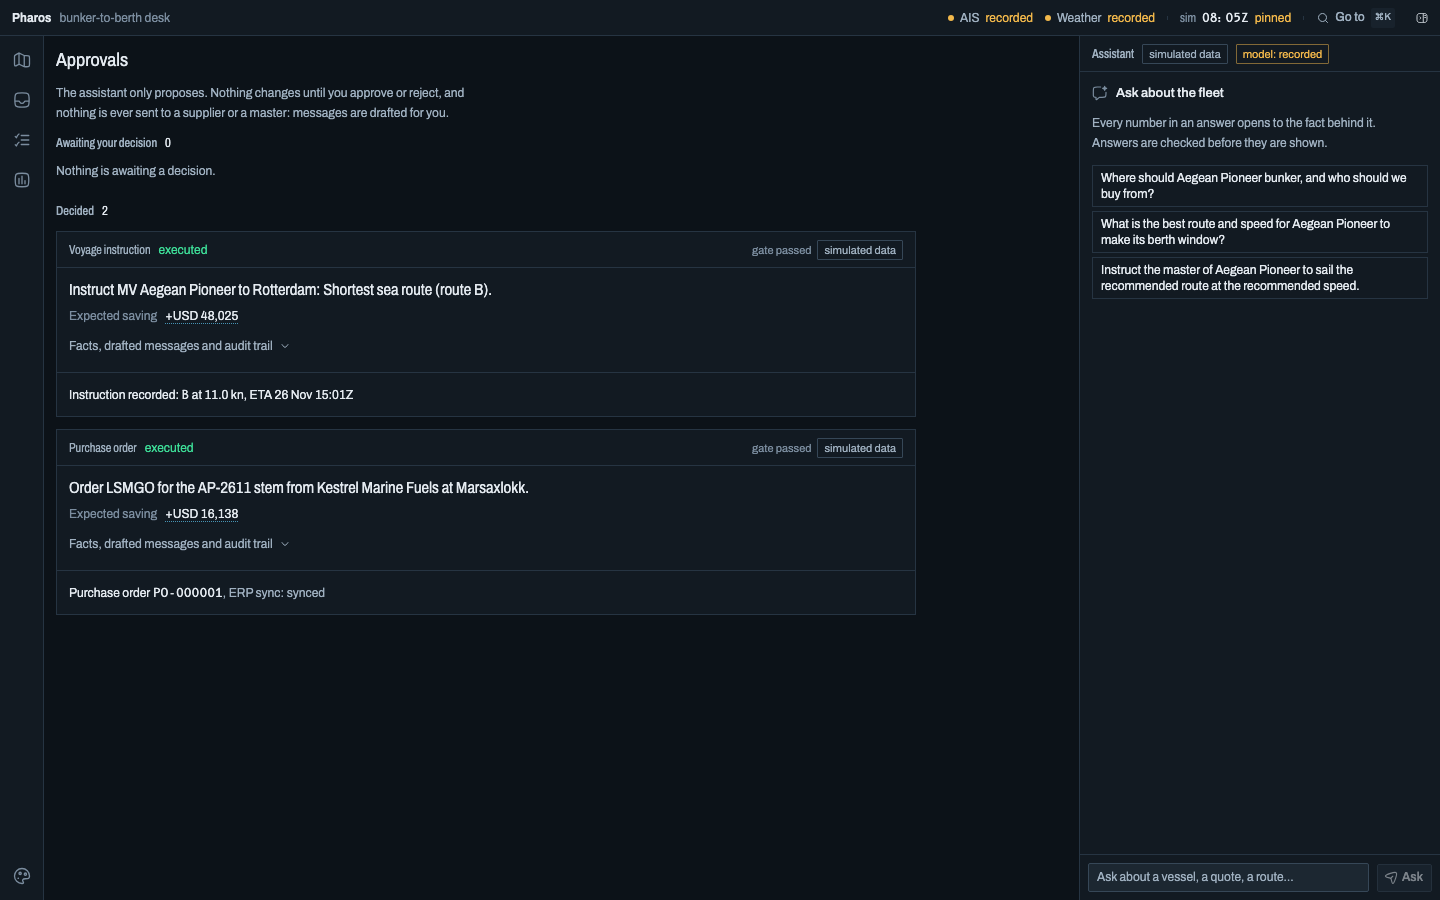 Pharos bunker-to-berth desk
AIS recorded Weather recorded sim 08:05Z pinned Go to ⌘K
Approvals
The assistant only proposes. Nothing changes until you approve or reject, and
nothing is ever sent to a supplier or a master: messages are drafted for you.
Awaiting your decision 0
Nothing is awaiting a decision.
Decided 2
Voyage instruction executed gate passed simulated data
Instruct MV Aegean Pioneer to Rotterdam: Shortest sea route (route B).
Expected saving +USD 48,025
Facts, drafted messages and audit trail
Instruction recorded: B at 11.0 kn, ETA 26 Nov 15:01Z
Purchase order executed gate passed simulated data
Order LSMGO for the AP-2611 stem from Kestrel Marine Fuels at Marsaxlokk.
Expected saving +USD 16,138
Facts, drafted messages and audit trail
Purchase order PO-000001, ERP sync: synced
Assistant simulated data model: recorded
Ask about the fleet
Every number in an answer opens to the fact behind it.
Answers are checked before they are shown.
Where should Aegean Pioneer bunker, and who should we
buy from?
What is the best route and speed for Aegean Pioneer to
make its berth window?
Instruct the master of Aegean Pioneer to sail the
recommended route at the recommended speed.
Ask about a vessel, a quote, a route...
Ask